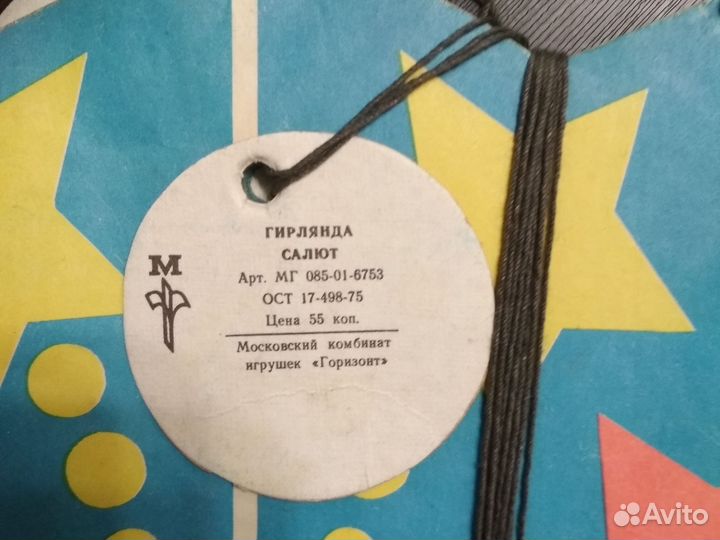 ГИРЛЯНДА
САЛЮТ
Арт. МГ 085-01-6753
ОСТ 17-498-75
Цена 55 коп.
Московский комбинат
игрушек «Горизонт»
М
Avito